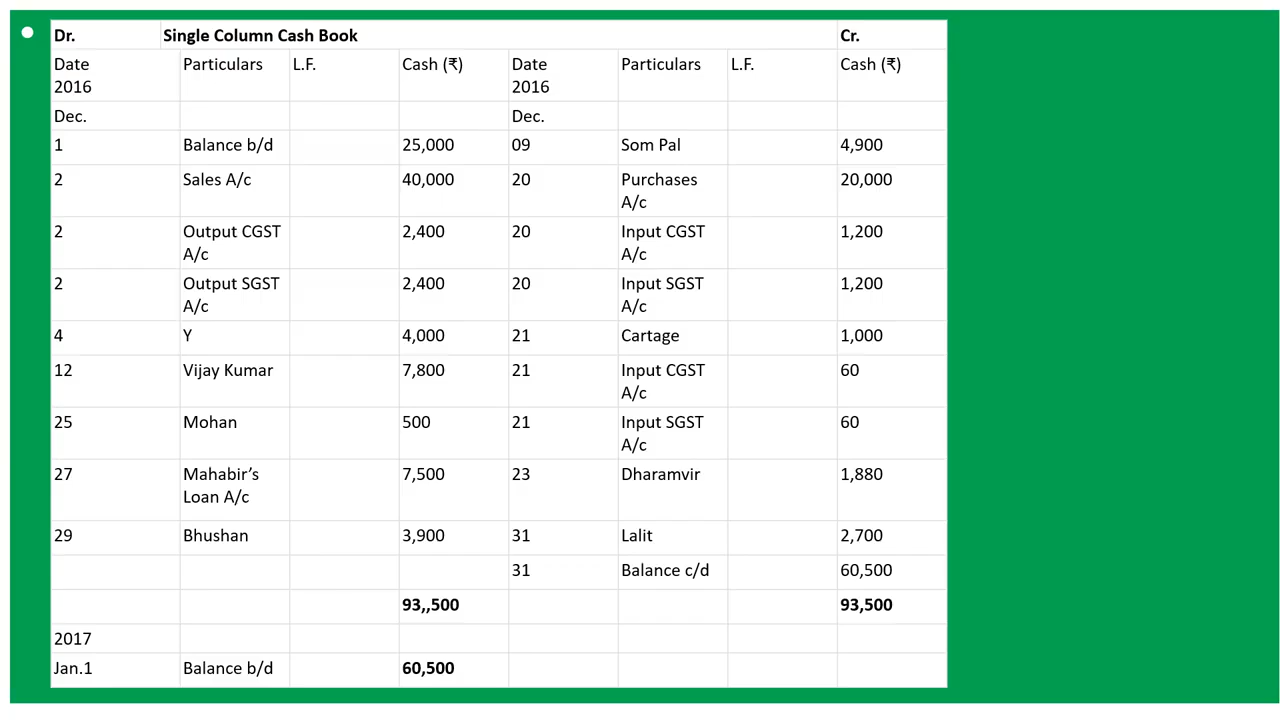 Dr. Single Column Cash Book Cr.
Date Particulars L.F. Cash (₹) Date Particulars L.F. Cash (₹)
2016 2016
Dec. Dec.
1 Balance b/d 25,000 09 Som Pal 4,900
2 Sales A/c 40,000 20 Purchases 20,000
A/c
2 Output CGST 2,400 20 Input CGST 1,200
A/c A/c
2 Output SGST 2,400 20 Input SGST 1,200
A/c A/c
4 Y 4,000 21 Cartage 1,000
12 Vijay Kumar 7,800 21 Input CGST 60
A/c
25 Mohan 500 21 Input SGST 60
A/c
27 Mahabir’s 7,500 23 Dharamvir 1,880
Loan A/c
29 Bhushan 3,900 31 Lalit 2,700
31 Balance c/d 60,500
93,,500 93,500
2017
Jan.1 Balance b/d 60,500